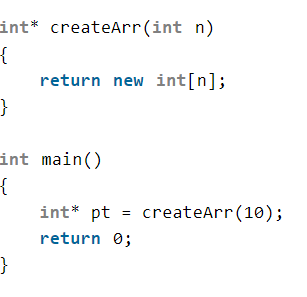 int* createArr(int n)
{
    return new int[n];
}

int main()
{
    int* pt = createArr(10);
    return 0;
}